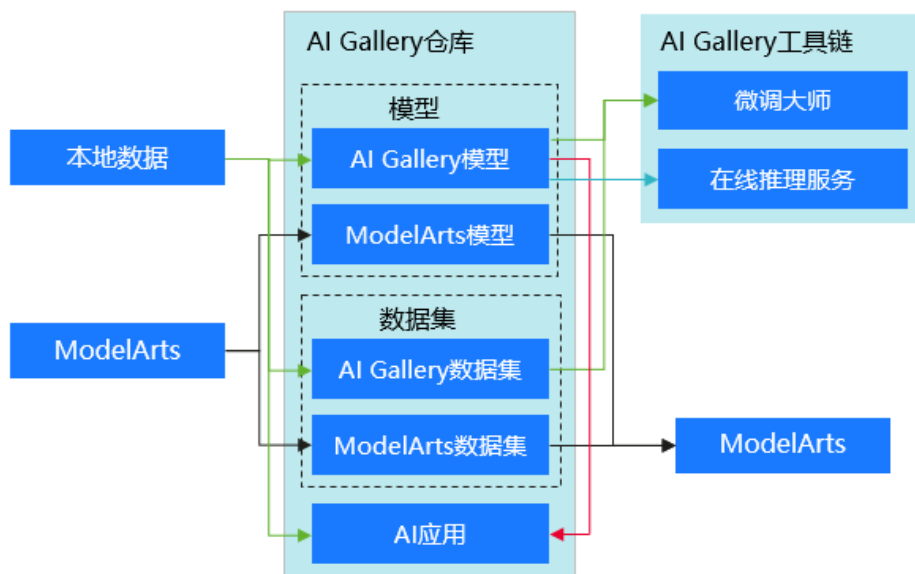 AI Gallery仓库
AI Gallery工具链
模型
微调大师
本地数据
AI Gallery模型
在线推理服务
ModelArts模型
数据集
ModelArts
AI Gallery数据集
ModelArts数据集
ModelArts
AI应用